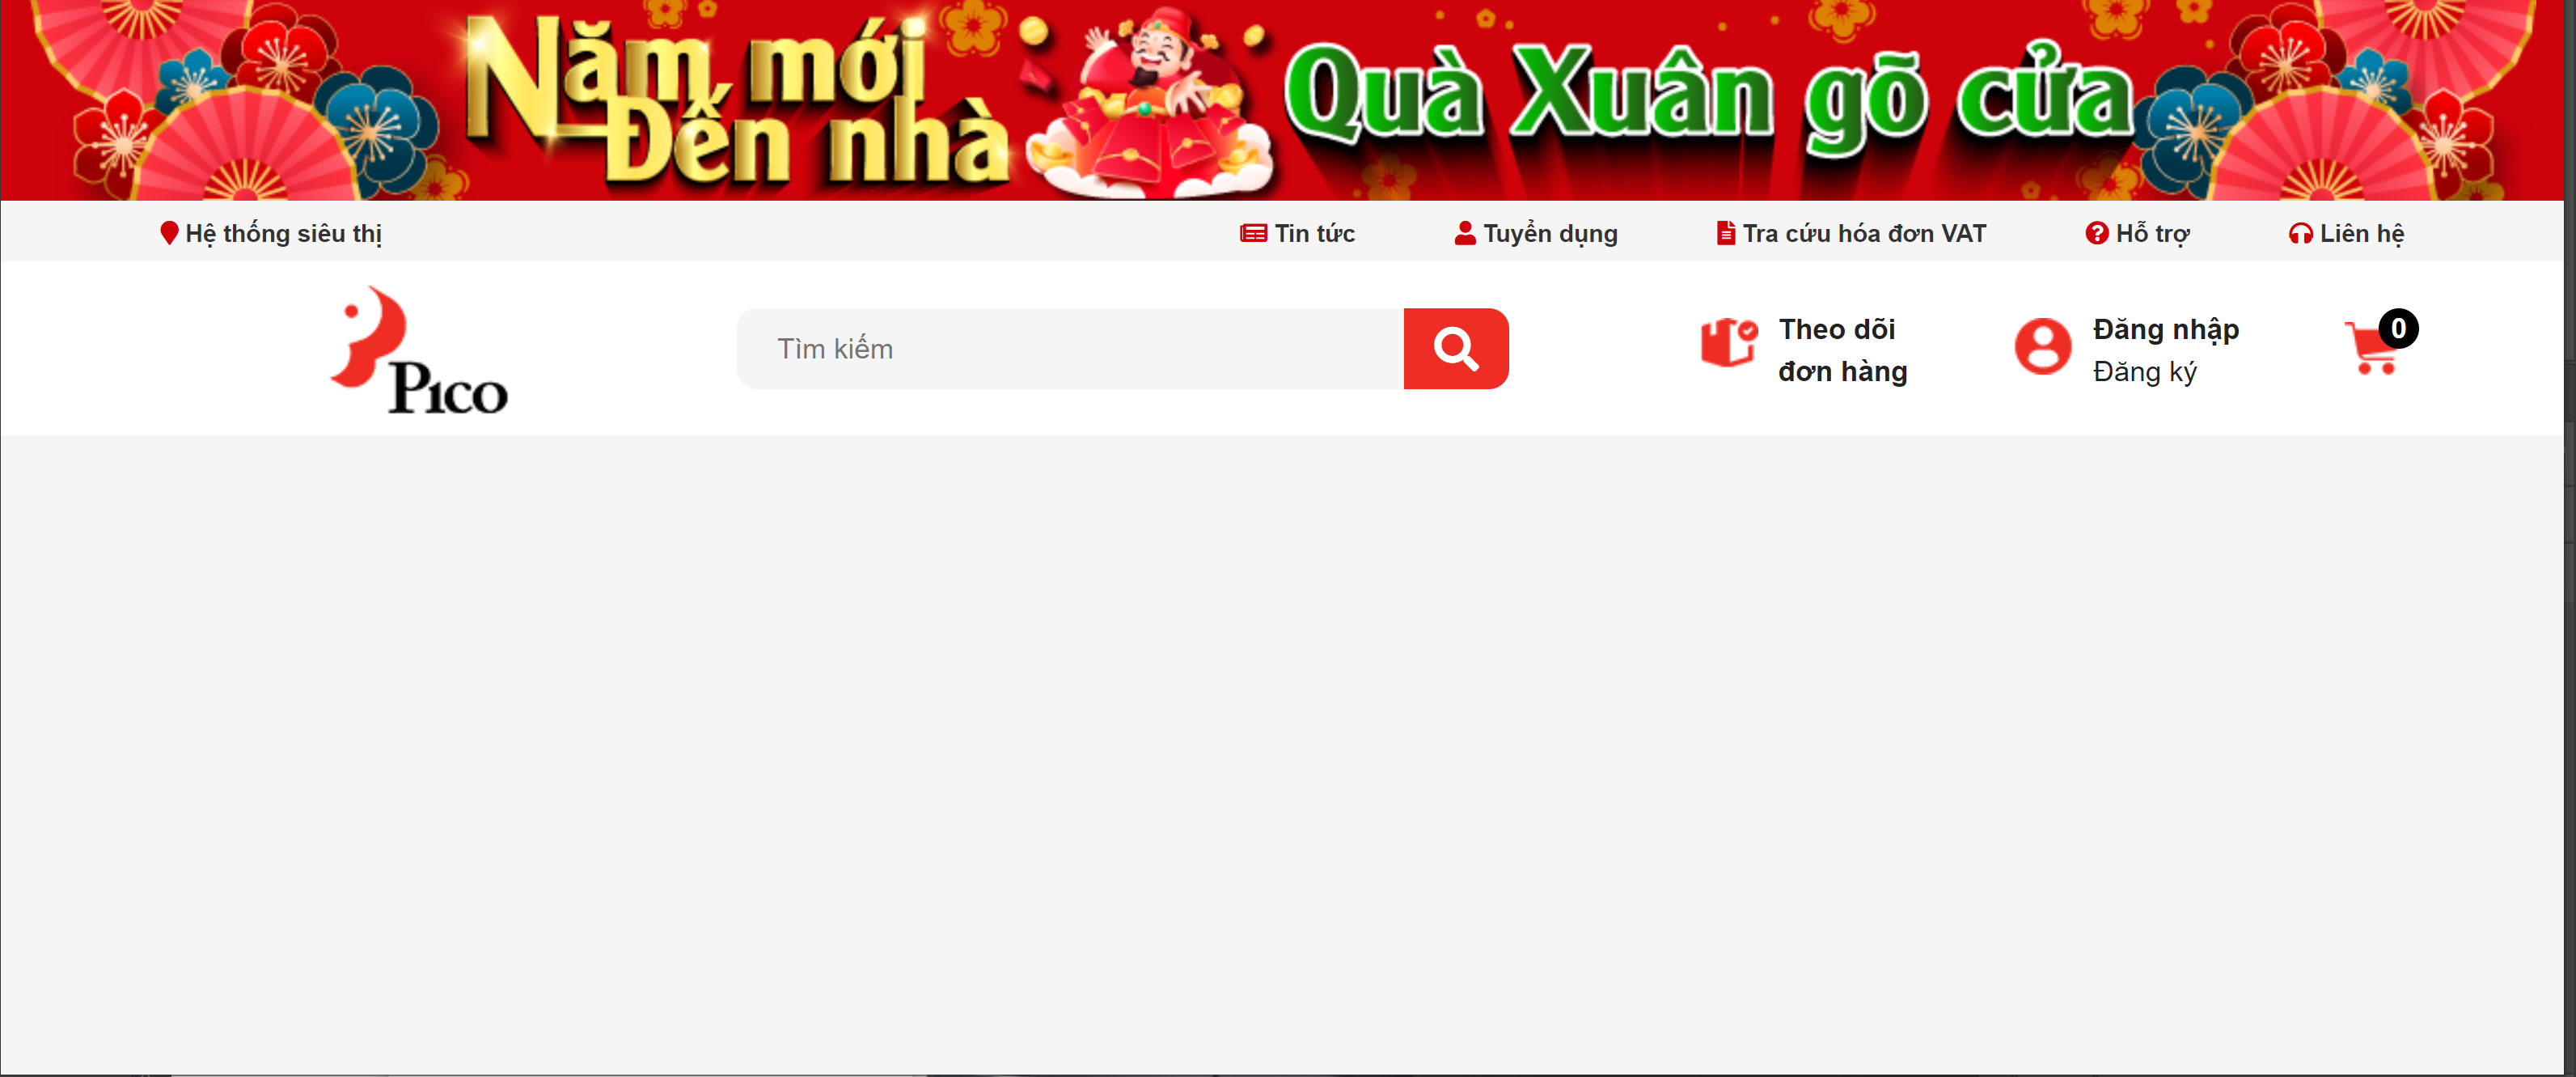 Năm mới
Đến nhà
Quà Xuân gõ cửa
Hệ thống siêu thị
Tin tức
Tuyển dụng
Tra cứu hóa đơn VAT
Hỗ trợ
Liên hệ
Pico
Tìm kiếm
Theo dõi
đơn hàng
Đăng nhập
Đăng ký
0